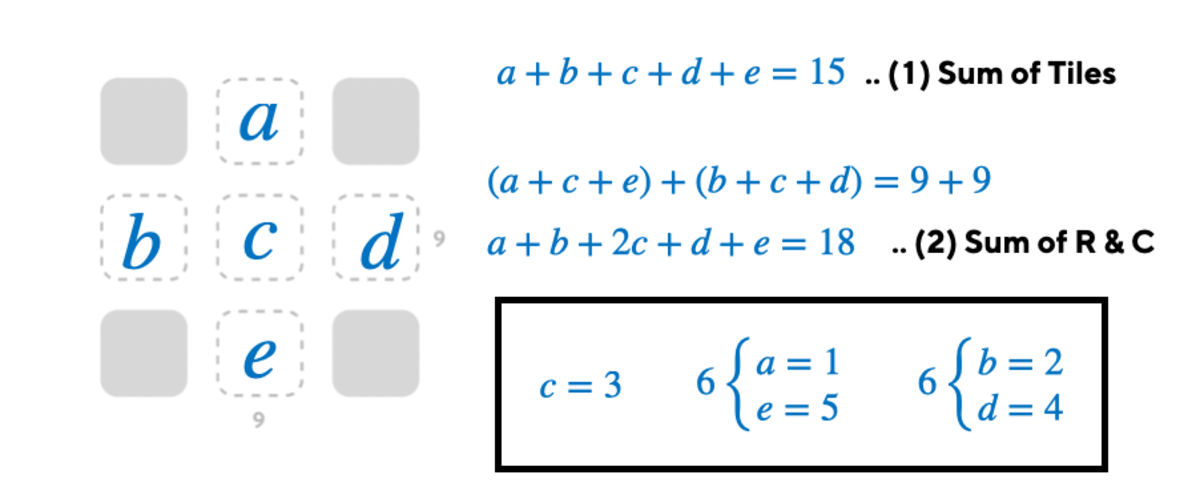 a
b c d 9
e
9
a + b + c + d + e = 15 .. (1) Sum of Tiles
(a + c + e) + (b + c + d) = 9 + 9
a + b + 2c + d + e = 18 .. (2) Sum of R & C
c = 3 6 { a = 1 6 { b = 2
e = 5 d = 4